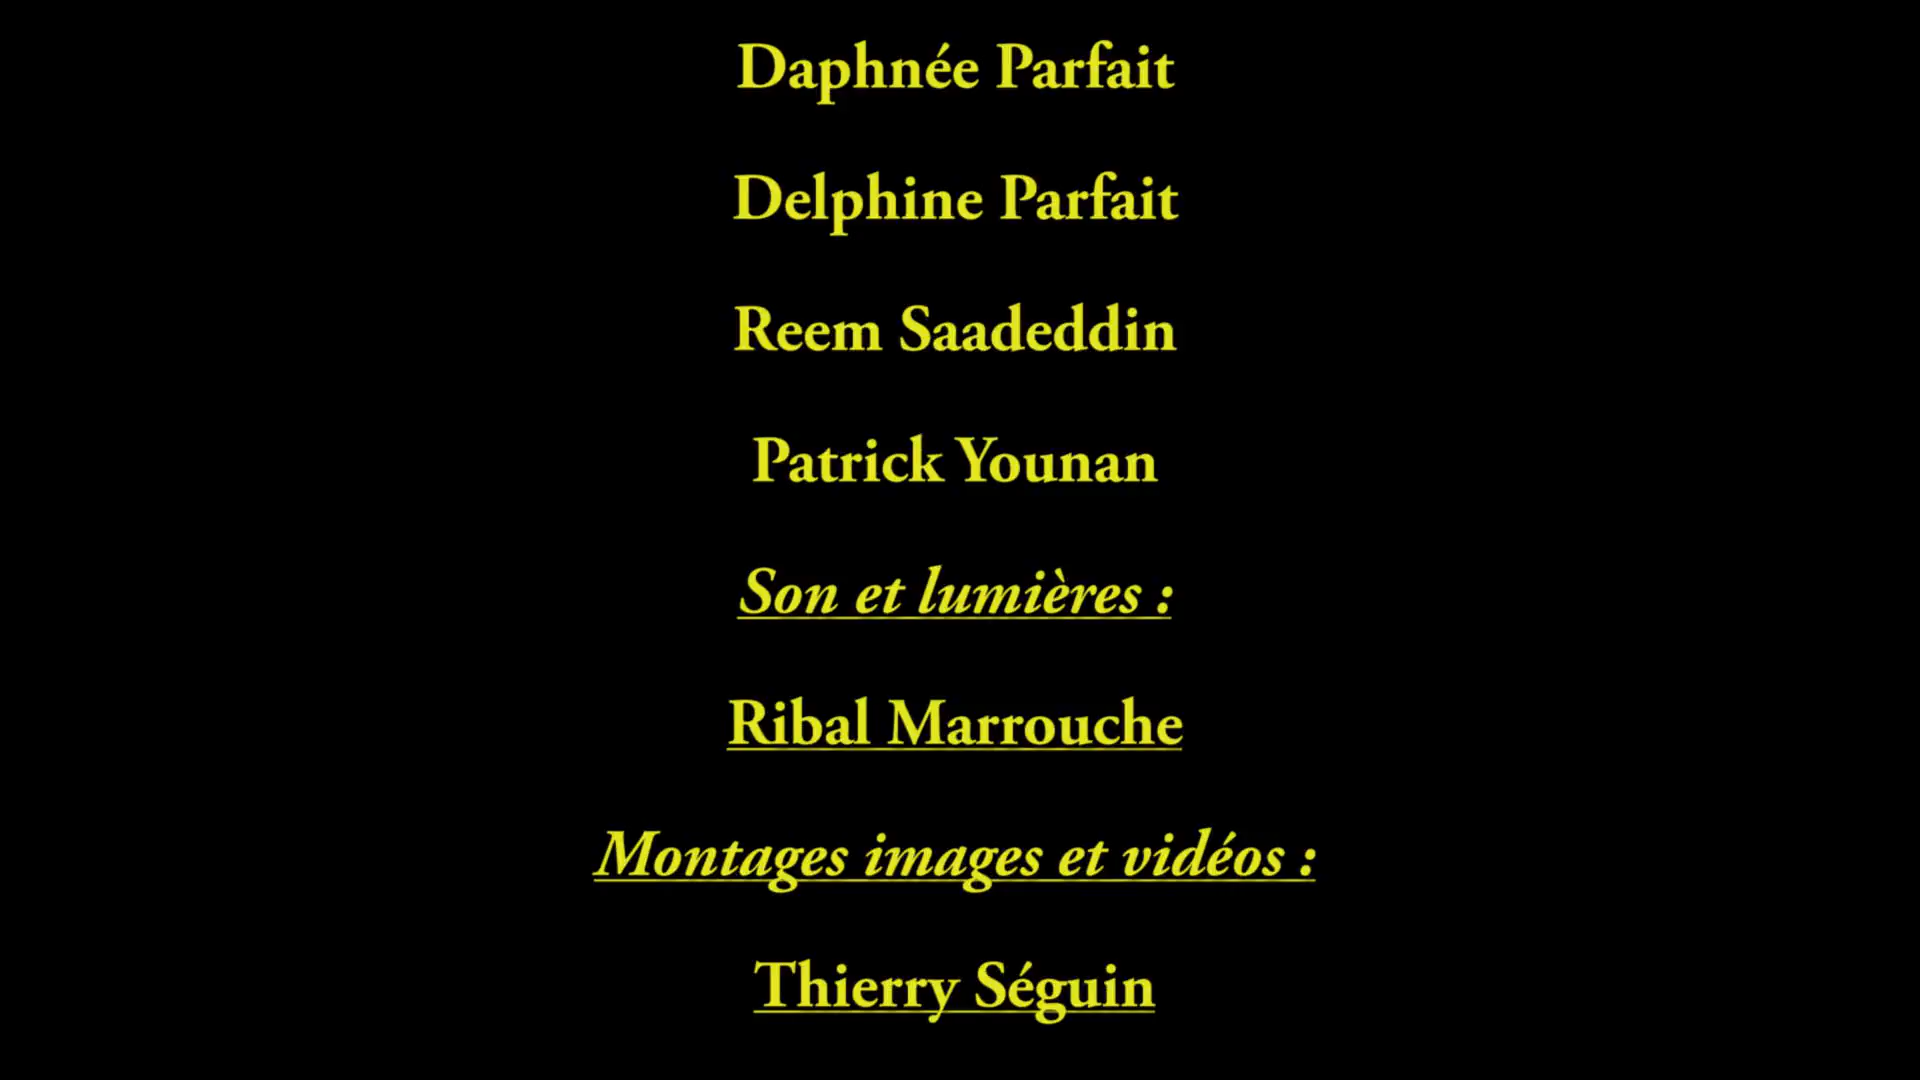 Daphnée Parfait
Delphine Parfait
Reem Saadeddin
Patrick Younan
Son et lumières :
Ribal Marrouche
Montages images et vidéos :
Thierry Séguin